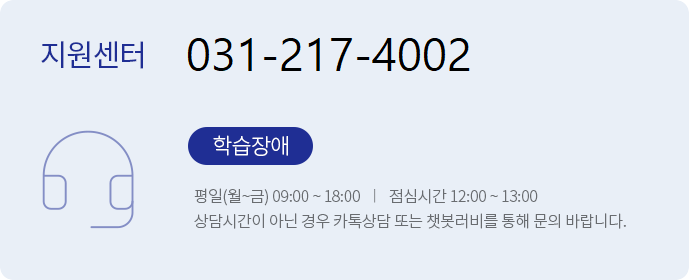 지원센터 031-217-4002
학습장애
평일(월~금) 09:00 ~ 18:00 | 점심시간 12:00 ~ 13:00
상담시간이 아닌 경우 카톡상담 또는 챗봇러비를 통해 문의 바랍니다.